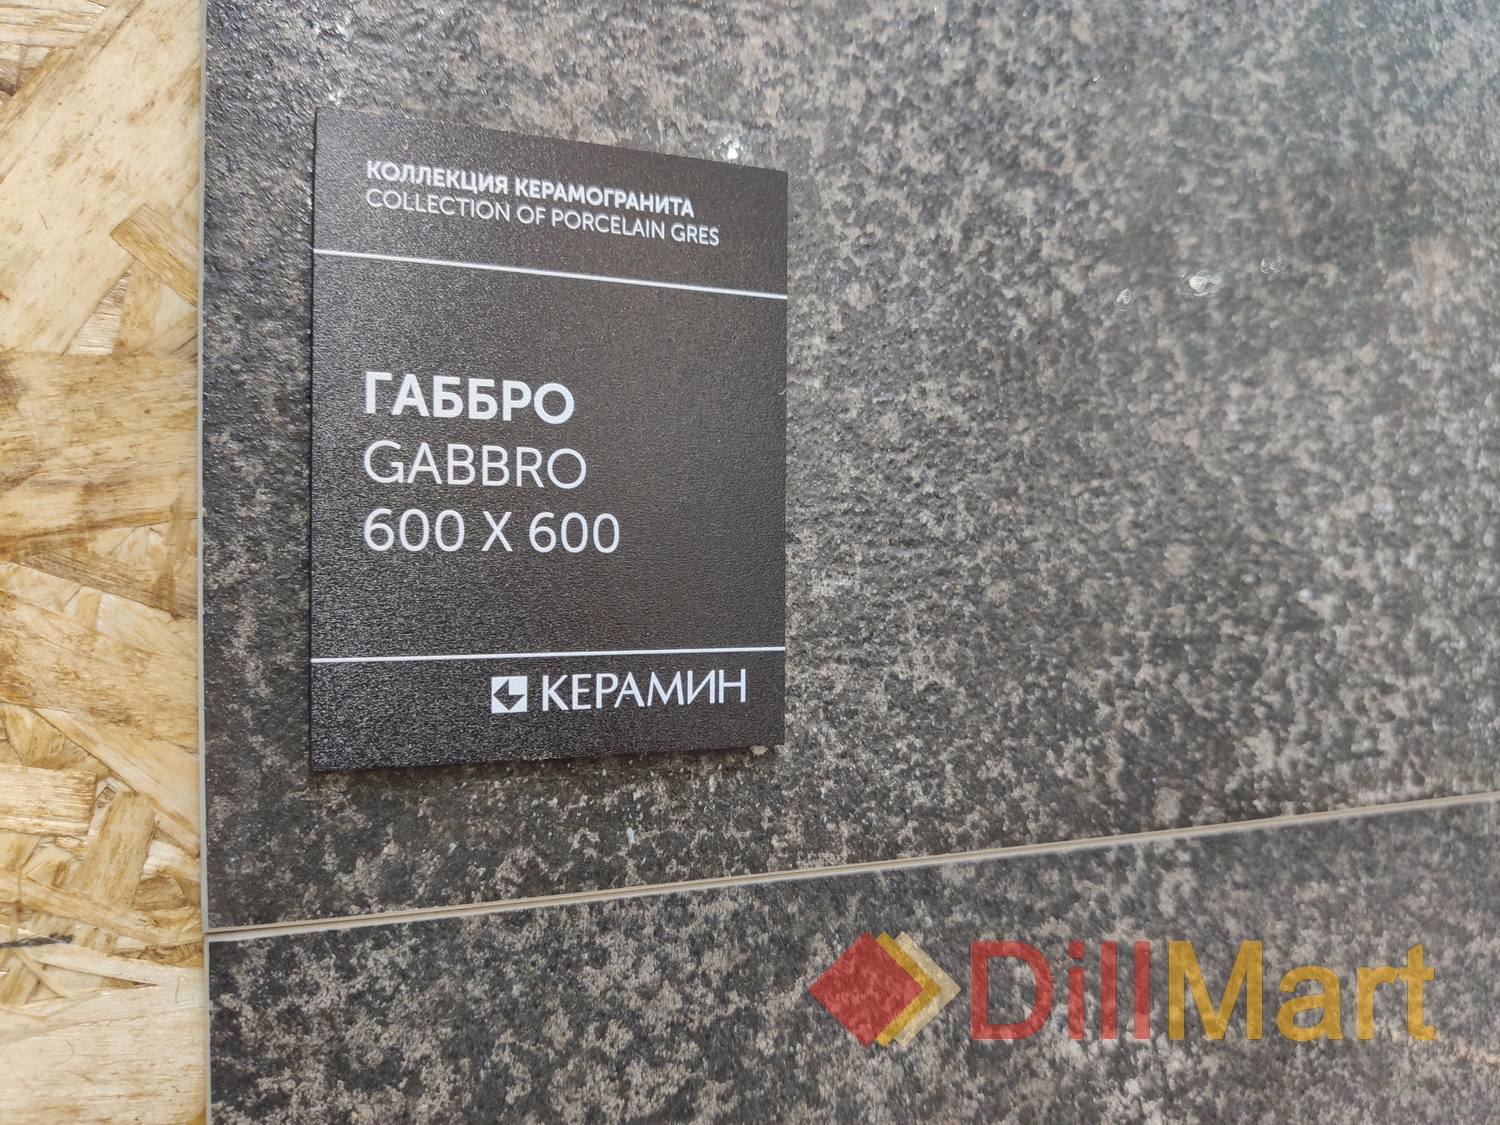 КОЛЛЕКЦИЯ КЕРАМОГРАНИТА
COLLECTION OF PORCELAIN GRES
ГАББРО
GABBRO
600 X 600
КЕРАМИН
DillMart